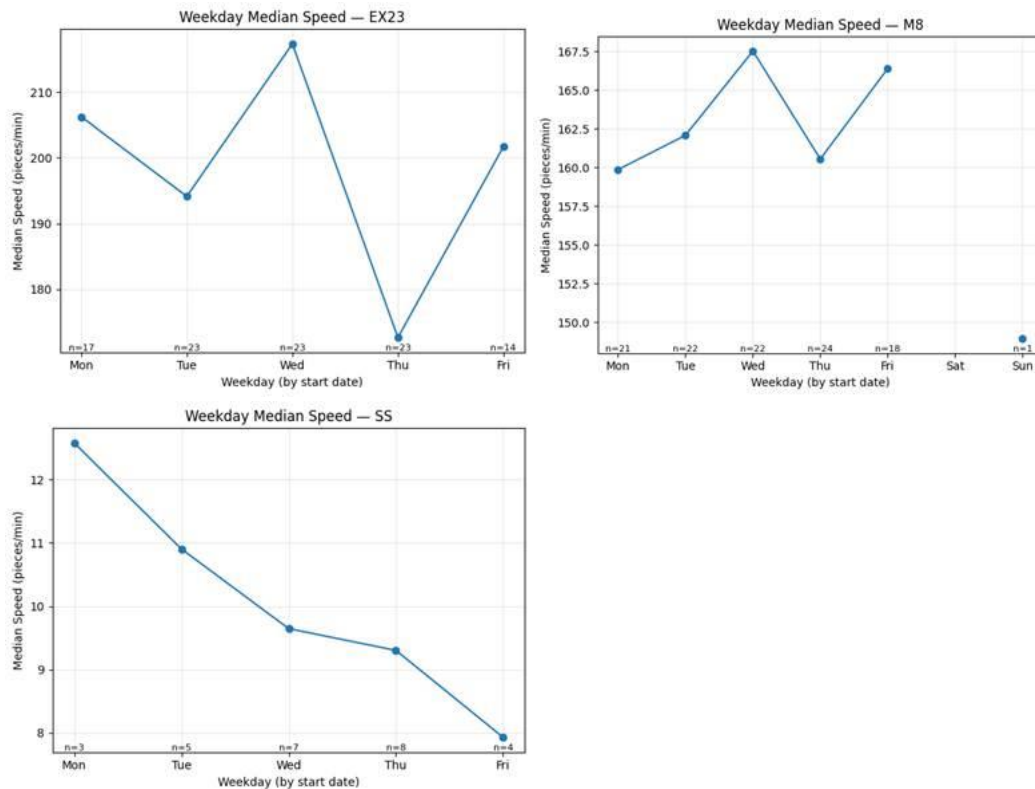 Weekday Median Speed — EX23
Median Speed (pieces/min)
210
200
190
180
n=17 n=23 n=23 n=23 n=14
Mon Tue Wed Thu Fri
Weekday (by start date)
Weekday Median Speed — M8
Median Speed (pieces/min)
167.5
165.0
162.5
160.0
157.5
155.0
152.5
150.0
n=21 n=22 n=22 n=24 n=18 n=1
Mon Tue Wed Thu Fri Sat Sun
Weekday (by start date)
Weekday Median Speed — SS
Median Speed (pieces/min)
12
11
10
9
8
n=3 n=5 n=7 n=8 n=4
Mon Tue Wed Thu Fri
Weekday (by start date)